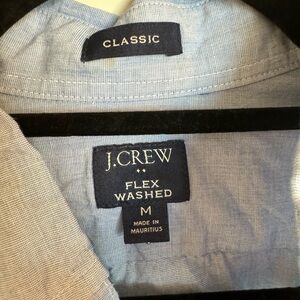 CLASSIC
J.CREW
FLEX
WASHED
M
MADE IN
MAURITIUS